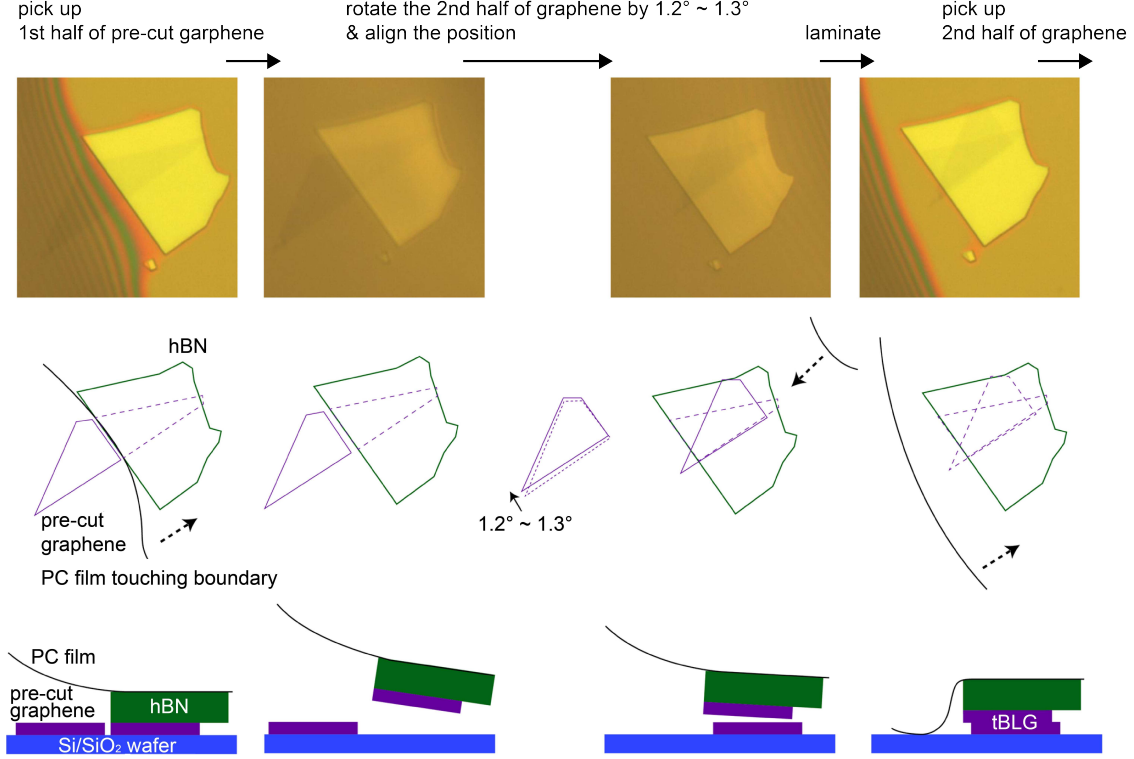 pick up
1st half of pre-cut garphene
rotate the 2nd half of graphene by 1.2° ~ 1.3°
& align the position
laminate
pick up
2nd half of graphene
hBN
pre-cut
graphene
PC film touching boundary
1.2° ~ 1.3°
PC film
pre-cut
graphene
hBN
Si/SiO₂ wafer
tBLG